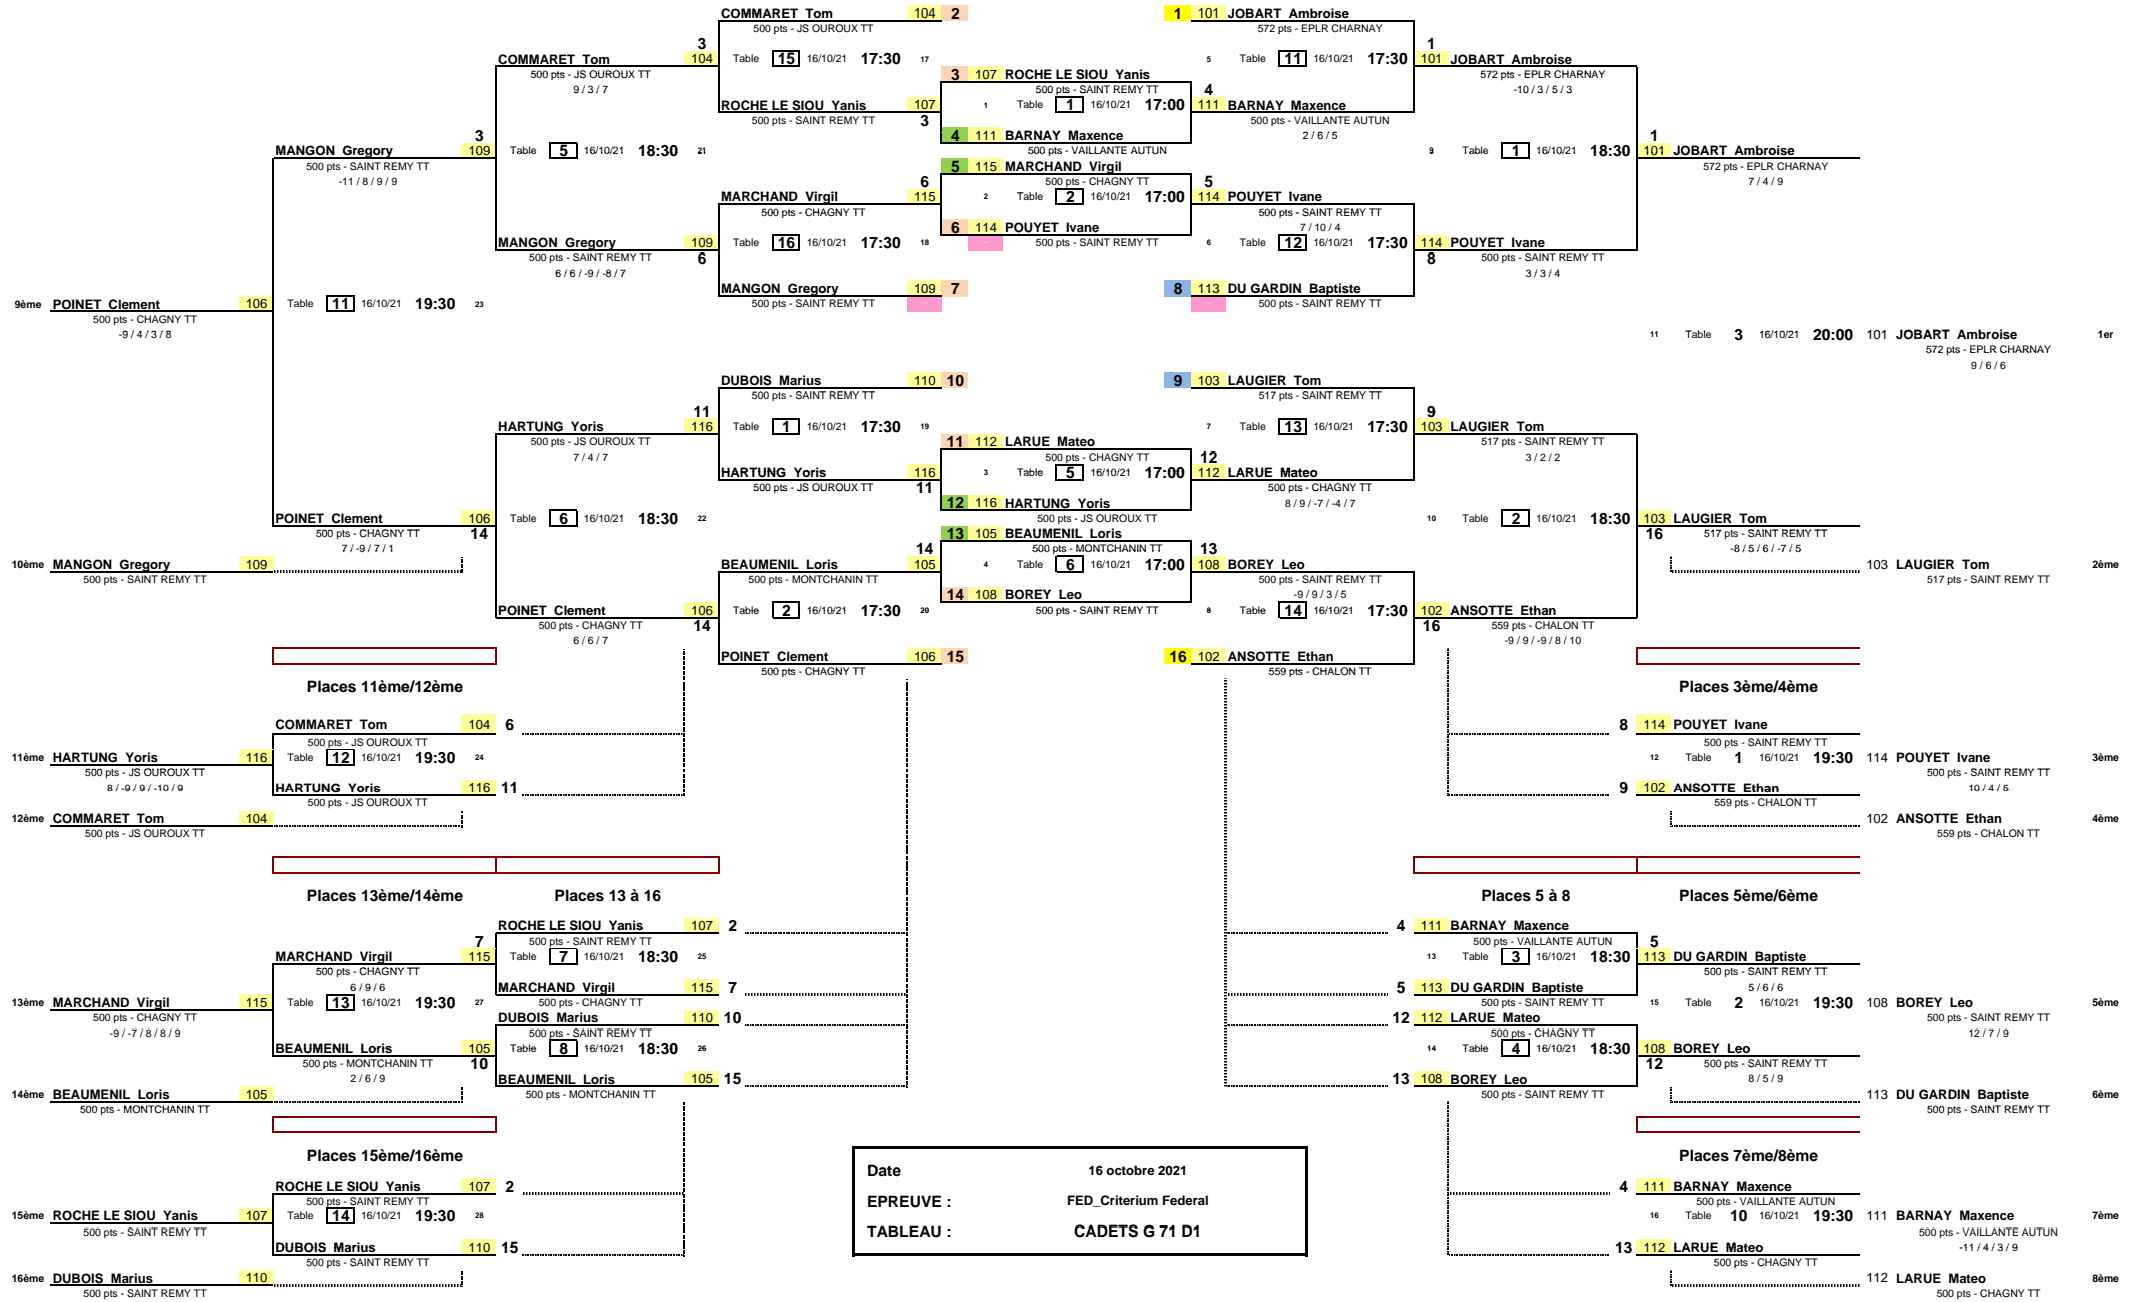 COMMARET Tom 104 2 1 101 JOBART Ambroise
500 pts - JS OUROUX TT 572 pts - EPLR CHARNAY
3 1
COMMARET Tom 104 Table 15 16/10/21 17:30 17 5 Table 11 16/10/21 17:30 101 JOBART Ambroise
500 pts - JS OUROUX TT 3 107 ROCHE LE SIOU Yanis 572 pts - EPLR CHARNAY
9 / 3 / 7 500 pts - SAINT REMY TT 4 -10 / 3 / 5 / 3
ROCHE LE SIOU Yanis 107 1 Table 1 16/10/21 17:00 111 BARNAY Maxence
500 pts - SAINT REMY TT 3 500 pts - VAILLANTE AUTUN
3 4 111 BARNAY Maxence 2 / 6 / 5 1
MANGON Gregory 109 Table 5 16/10/21 18:30 21 500 pts - VAILLANTE AUTUN 9 Table 1 16/10/21 18:30 101 JOBART Ambroise
500 pts - SAINT REMY TT 5 115 MARCHAND Virgil 572 pts - EPLR CHARNAY
-11 / 8 / 9 / 9 6 500 pts - CHAGNY TT 5 7 / 4 / 9
MARCHAND Virgil 115 2 Table 2 16/10/21 17:00 114 POUYET Ivane
500 pts - CHAGNY TT 500 pts - SAINT REMY TT
6 114 POUYET Ivane 7 / 10 / 4
MANGON Gregory 109 Table 16 16/10/21 17:30 18 500 pts - SAINT REMY TT 6 Table 12 16/10/21 17:30 114 POUYET Ivane
500 pts - SAINT REMY TT 6 8 500 pts - SAINT REMY TT
6 / 6 / -9 / -8 / 7 3 / 3 / 4
MANGON Gregory 109 7 8 113 DU GARDIN Baptiste
9ème POINET Clement 106 Table 11 16/10/21 19:30 23 500 pts - SAINT REMY TT 500 pts - SAINT REMY TT
500 pts - CHAGNY TT
-9 / 4 / 3 / 8 11 Table 3 16/10/21 20:00 101 JOBART Ambroise 1er
572 pts - EPLR CHARNAY
9 / 6 / 6
DUBOIS Marius 110 10 9 103 LAUGIER Tom
500 pts - SAINT REMY TT 517 pts - SAINT REMY TT
11 9
HARTUNG Yoris 116 Table 1 16/10/21 17:30 19 7 Table 13 16/10/21 17:30 103 LAUGIER Tom
500 pts - JS OUROUX TT 11 112 LARUE Mateo 517 pts - SAINT REMY TT
7 / 4 / 7 500 pts - CHAGNY TT 12 3 / 2 / 2
HARTUNG Yoris 116 3 Table 5 16/10/21 17:00 112 LARUE Mateo
500 pts - JS OUROUX TT 11 500 pts - CHAGNY TT
12 116 HARTUNG Yoris 8 / 9 / -7 / -4 / 7
POINET Clement 106 Table 6 16/10/21 18:30 22 500 pts - JS OUROUX TT 10 Table 2 16/10/21 18:30 103 LAUGIER Tom
500 pts - CHAGNY TT 14 13 105 BEAUMENIL Loris 16 517 pts - SAINT REMY TT
7 / -9 / 7 / 1 14 500 pts - MONTCHANIN TT 13 -8 / 5 / 6 / -7 / 5
10ème MANGON Gregory 109 BEAUMENIL Loris 105 4 Table 6 16/10/21 17:00 108 BOREY Leo 103 LAUGIER Tom 2ème
500 pts - SAINT REMY TT 500 pts - MONTCHANIN TT 500 pts - SAINT REMY TT 517 pts - SAINT REMY TT
14 108 BOREY Leo -9 / 9 / 3 / 5
POINET Clement 106 Table 2 16/10/21 17:30 20 500 pts - SAINT REMY TT 8 Table 14 16/10/21 17:30 102 ANSOTTE Ethan
500 pts - CHAGNY TT 14 16 559 pts - CHALON TT
6 / 6 / 7 -9 / 9 / -9 / 8 / 10
POINET Clement 106 15 16 102 ANSOTTE Ethan
500 pts - CHAGNY TT 559 pts - CHALON TT
Places 11ème/12ème Places 3ème/4ème
COMMARET Tom 104 6 8 114 POUYET Ivane
500 pts - JS OUROUX TT 500 pts - SAINT REMY TT
11ème HARTUNG Yoris 116 Table 12 16/10/21 19:30 24 12 Table 1 16/10/21 19:30 114 POUYET Ivane 3ème
500 pts - JS OUROUX TT 500 pts - SAINT REMY TT
8 / -9 / 9 / -10 / 9 HARTUNG Yoris 116 11 9 102 ANSOTTE Ethan 10 / 4 / 5
500 pts - JS OUROUX TT 559 pts - CHALON TT
12ème COMMARET Tom 104 102 ANSOTTE Ethan 4ème
500 pts - JS OUROUX TT 559 pts - CHALON TT
Places 13ème/14ème Places 13 à 16 Places 5 à 8 Places 5ème/6ème
ROCHE LE SIOU Yanis 107 2 4 111 BARNAY Maxence
7 500 pts - SAINT REMY TT 500 pts - VAILLANTE AUTUN 5
MARCHAND Virgil 115 Table 7 16/10/21 18:30 25 13 Table 3 16/10/21 18:30 113 DU GARDIN Baptiste
500 pts - CHAGNY TT 500 pts - SAINT REMY TT
6 / 9 / 6 MARCHAND Virgil 115 7 5 113 DU GARDIN Baptiste 5 / 6 / 6
13ème MARCHAND Virgil 115 Table 13 16/10/21 19:30 27 500 pts - CHAGNY TT 500 pts - SAINT REMY TT 15 Table 2 16/10/21 19:30 108 BOREY Leo 5ème
500 pts - CHAGNY TT DUBOIS Marius 110 10 12 112 LARUE Mateo 500 pts - SAINT REMY TT
-9 / -7 / 8 / 8 / 9 500 pts - SAINT REMY TT 500 pts - CHAGNY TT 12 / 7 / 9
BEAUMENIL Loris 105 Table 8 16/10/21 18:30 26 14 Table 4 16/10/21 18:30 108 BOREY Leo
500 pts - MONTCHANIN TT 10 12 500 pts - SAINT REMY TT
2 / 6 / 9 BEAUMENIL Loris 105 15 13 108 BOREY Leo 8 / 5 / 9
14ème BEAUMENIL Loris 105 500 pts - MONTCHANIN TT 500 pts - SAINT REMY TT 113 DU GARDIN Baptiste 6ème
500 pts - MONTCHANIN TT 500 pts - SAINT REMY TT
Places 15ème/16ème Places 7ème/8ème
Date 16 octobre 2021
ROCHE LE SIOU Yanis 107 2 4 111 BARNAY Maxence
500 pts - SAINT REMY TT EPREUVE : FED_Criterium Federal 500 pts - VAILLANTE AUTUN
15ème ROCHE LE SIOU Yanis 107 Table 14 16/10/21 19:30 28 16 Table 10 16/10/21 19:30 111 BARNAY Maxence 7ème
500 pts - SAINT REMY TT TABLEAU : CADETS G 71 D1 500 pts - VAILLANTE AUTUN
DUBOIS Marius 110 15 13 112 LARUE Mateo -11 / 4 / 3 / 9
500 pts - SAINT REMY TT 500 pts - CHAGNY TT
16ème DUBOIS Marius 110 112 LARUE Mateo 8ème
500 pts - SAINT REMY TT 500 pts - CHAGNY TT